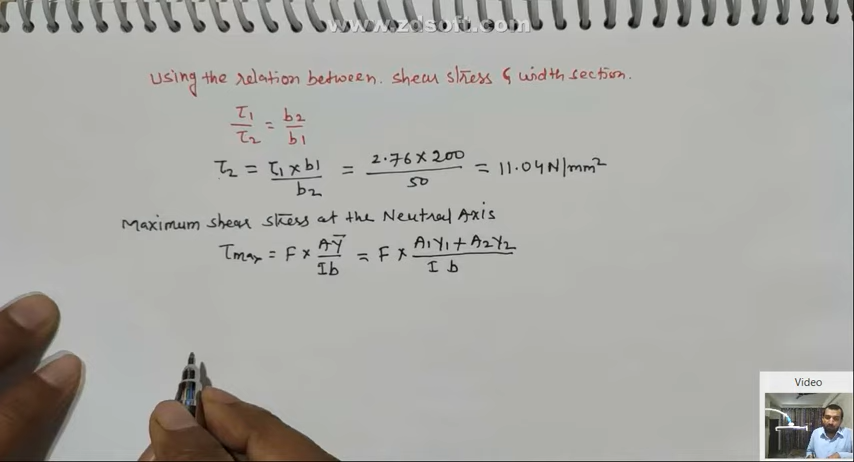 www.zdsoft.com
Using the relation between. shear stress & width section.
τ1/τ2 = b2/b1
τ2 = τ1 × b1/b2 = 2.76 × 200/50 = 11.04 N/mm²
Maximum shear stress at the Neutral Axis
τmax = F × AȲ/Ib = F × A1Y1 + A2Y2/I b
Video